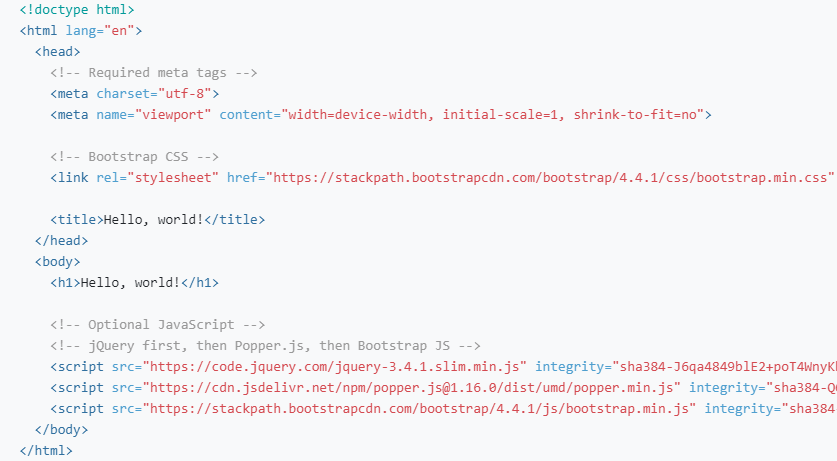 <!doctype html>
<html lang="en">
<head>
<!-- Required meta tags -->
<meta charset="utf-8">
<meta name="viewport" content="width=device-width, initial-scale=1, shrink-to-fit=no">
<!-- Bootstrap CSS -->
<link rel="stylesheet" href="https://stackpath.bootstrapcdn.com/bootstrap/4.4.1/css/bootstrap.min.css"
<title>Hello, world!</title>
</head>
<body>
<h1>Hello, world!</h1>
<!-- Optional JavaScript -->
<!-- jQuery first, then Popper.js, then Bootstrap JS -->
<script src="https://code.jquery.com/jquery-3.4.1.slim.min.js" integrity="sha384-J6qa4849blE2+poT4WnyK
<script src="https://cdn.jsdelivr.net/npm/popper.js@1.16.0/dist/umd/popper.min.js" integrity="sha384-Q
<script src="https://stackpath.bootstrapcdn.com/bootstrap/4.4.1/js/bootstrap.min.js" integrity="sha384
</body>
</html>